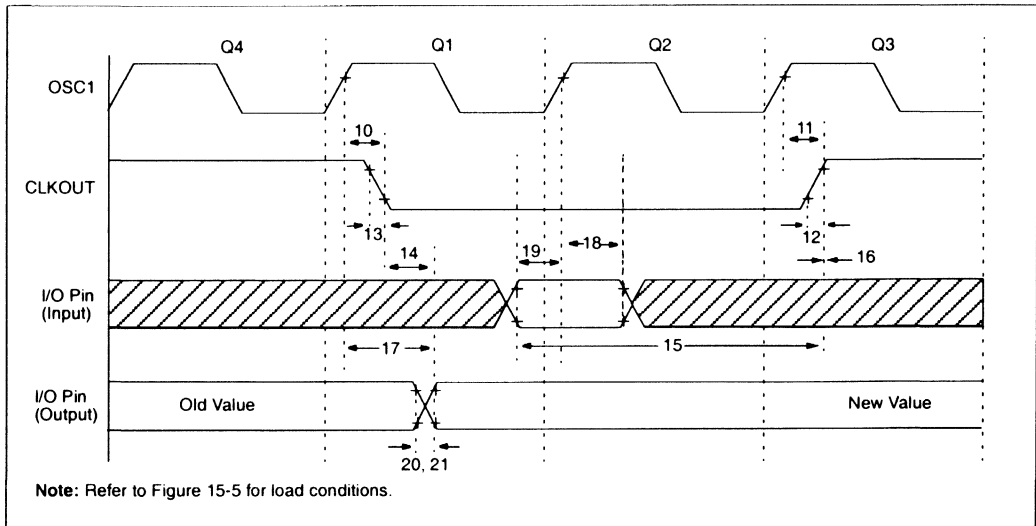 Q4 Q1 Q2 Q3
OSC1
10 11
CLKOUT
13 12
14 19 18 16
I/O Pin
(Input)
17 15
I/O Pin
(Output)
Old Value New Value
20, 21
Note: Refer to Figure 15-5 for load conditions.